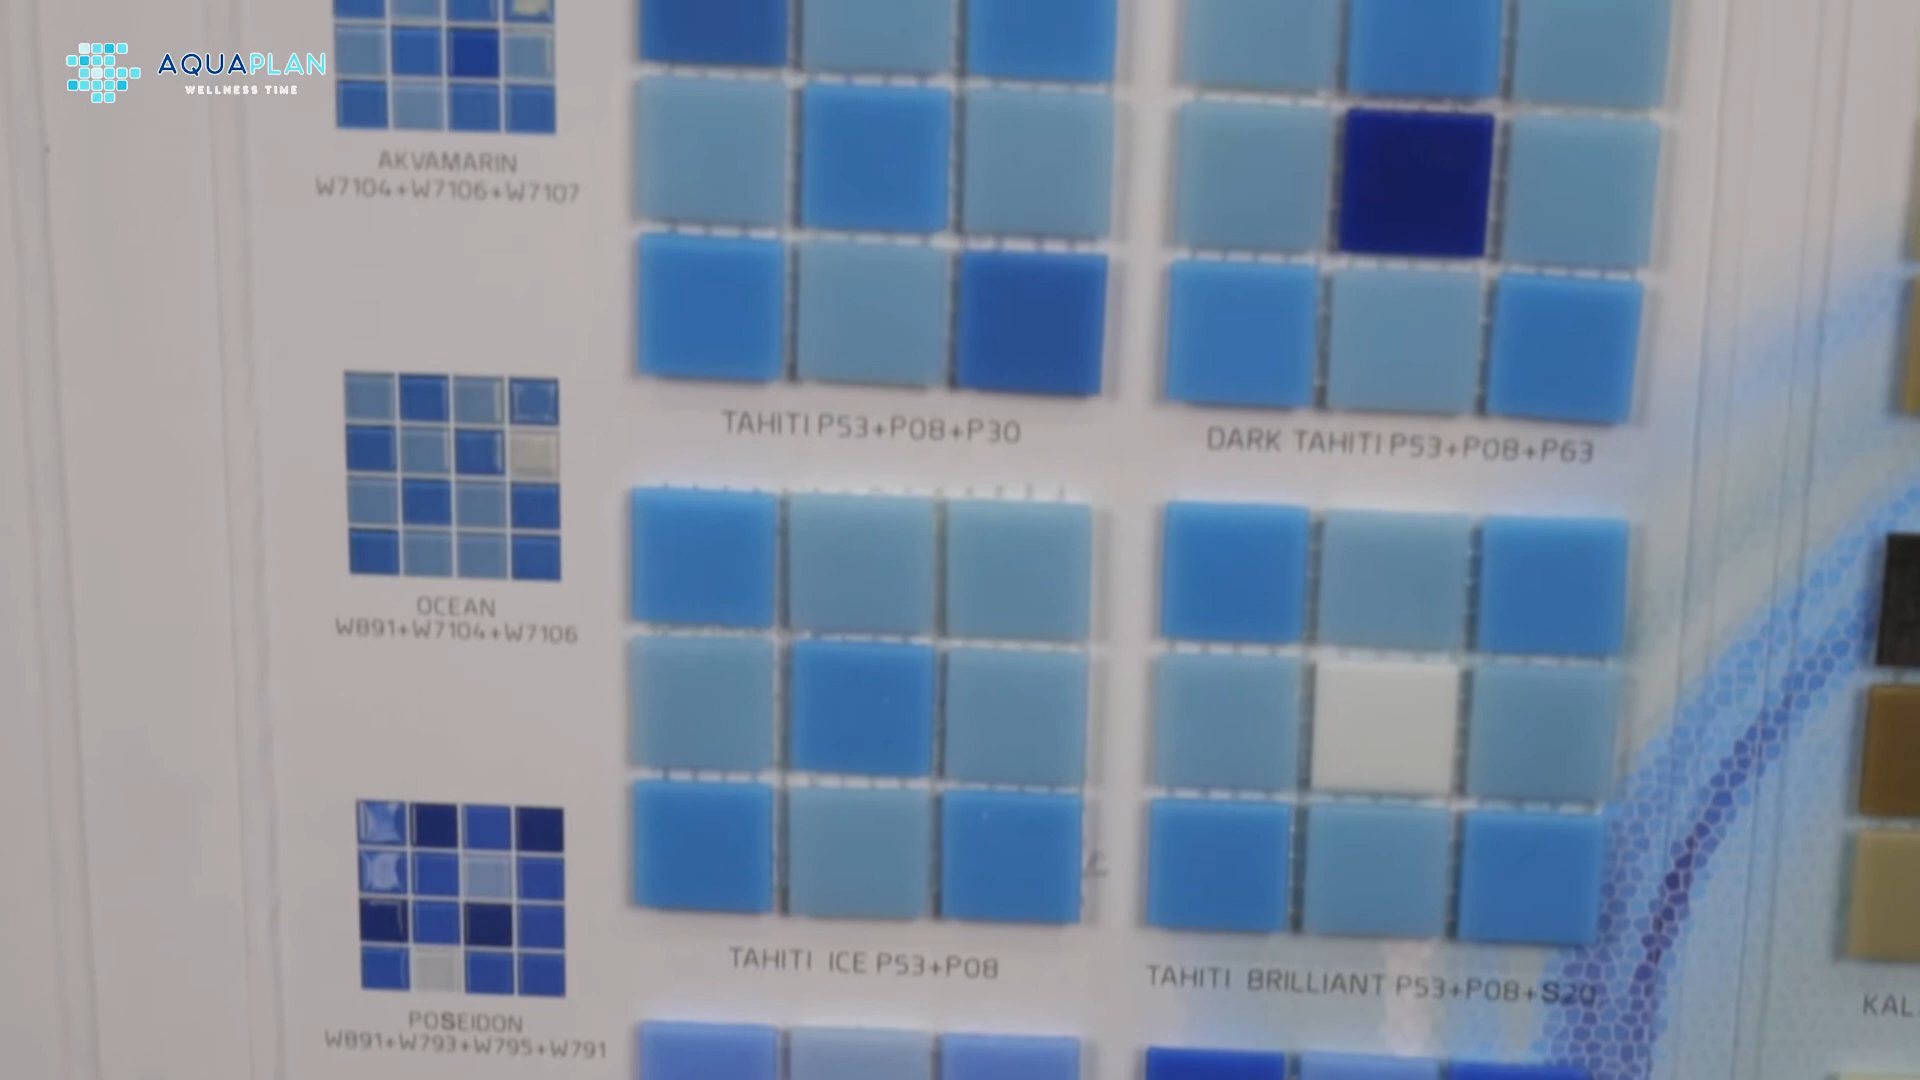 AQUAPLAN
WELLNESS TIME
AKVAMARIN
W7104+W7106+W7107
TAHITI P53+P08+P30
DARK TAHITI P53+P08+P63
OCEAN
W891+W7104+W7106
TAHITI ICE P53+P08
TAHITI BRILLIANT P53+P08+S20
POSEIDON
W891+W793+W795+W791
KAL